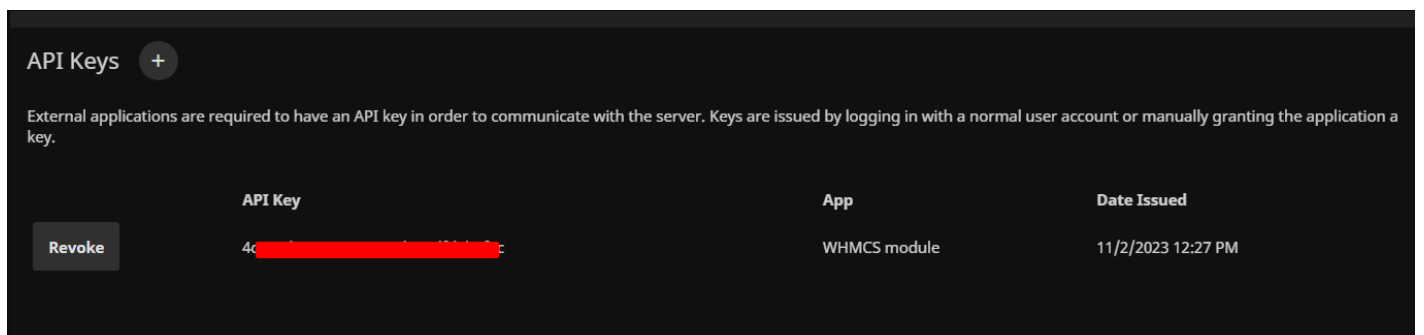 API Keys +
External applications are required to have an API key in order to communicate with the server. Keys are issued by logging in with a normal user account or manually granting the application a
key.
API Key App Date Issued
Revoke WHMCS module 11/2/2023 12:27 PM